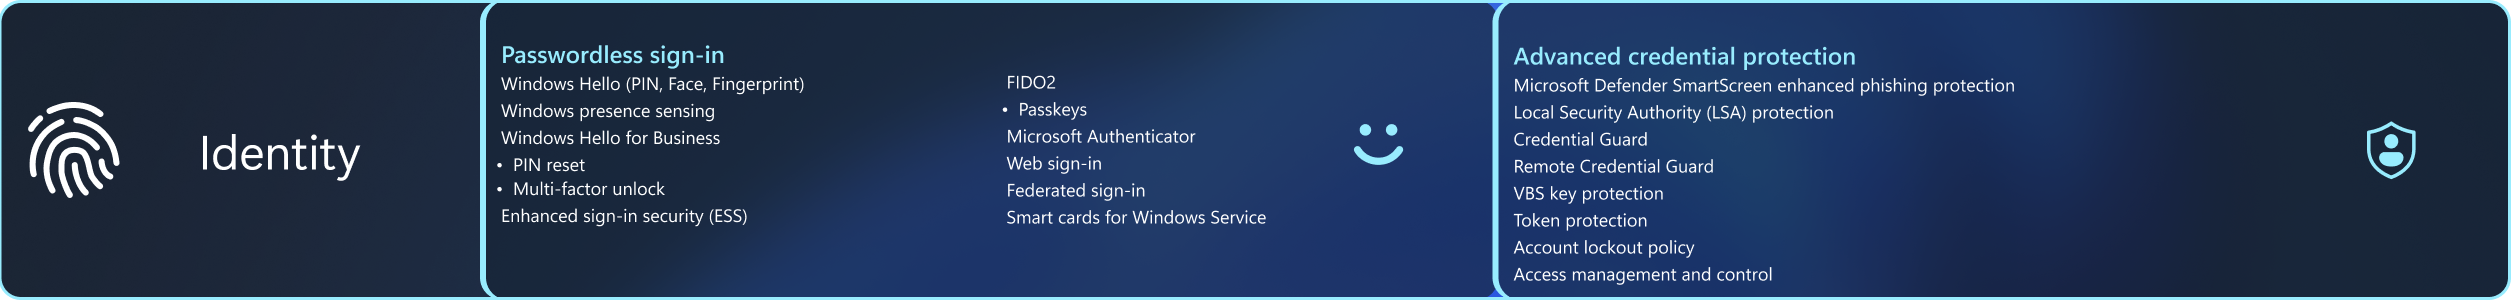 Identity
Passwordless sign-in
Windows Hello (PIN, Face, Fingerprint)
Windows presence sensing
Windows Hello for Business
• PIN reset
• Multi-factor unlock
Enhanced sign-in security (ESS)
FIDO2
• Passkeys
Microsoft Authenticator
Web sign-in
Federated sign-in
Smart cards for Windows Service
Advanced credential protection
Microsoft Defender SmartScreen enhanced phishing protection
Local Security Authority (LSA) protection
Credential Guard
Remote Credential Guard
VBS key protection
Token protection
Account lockout policy
Access management and control